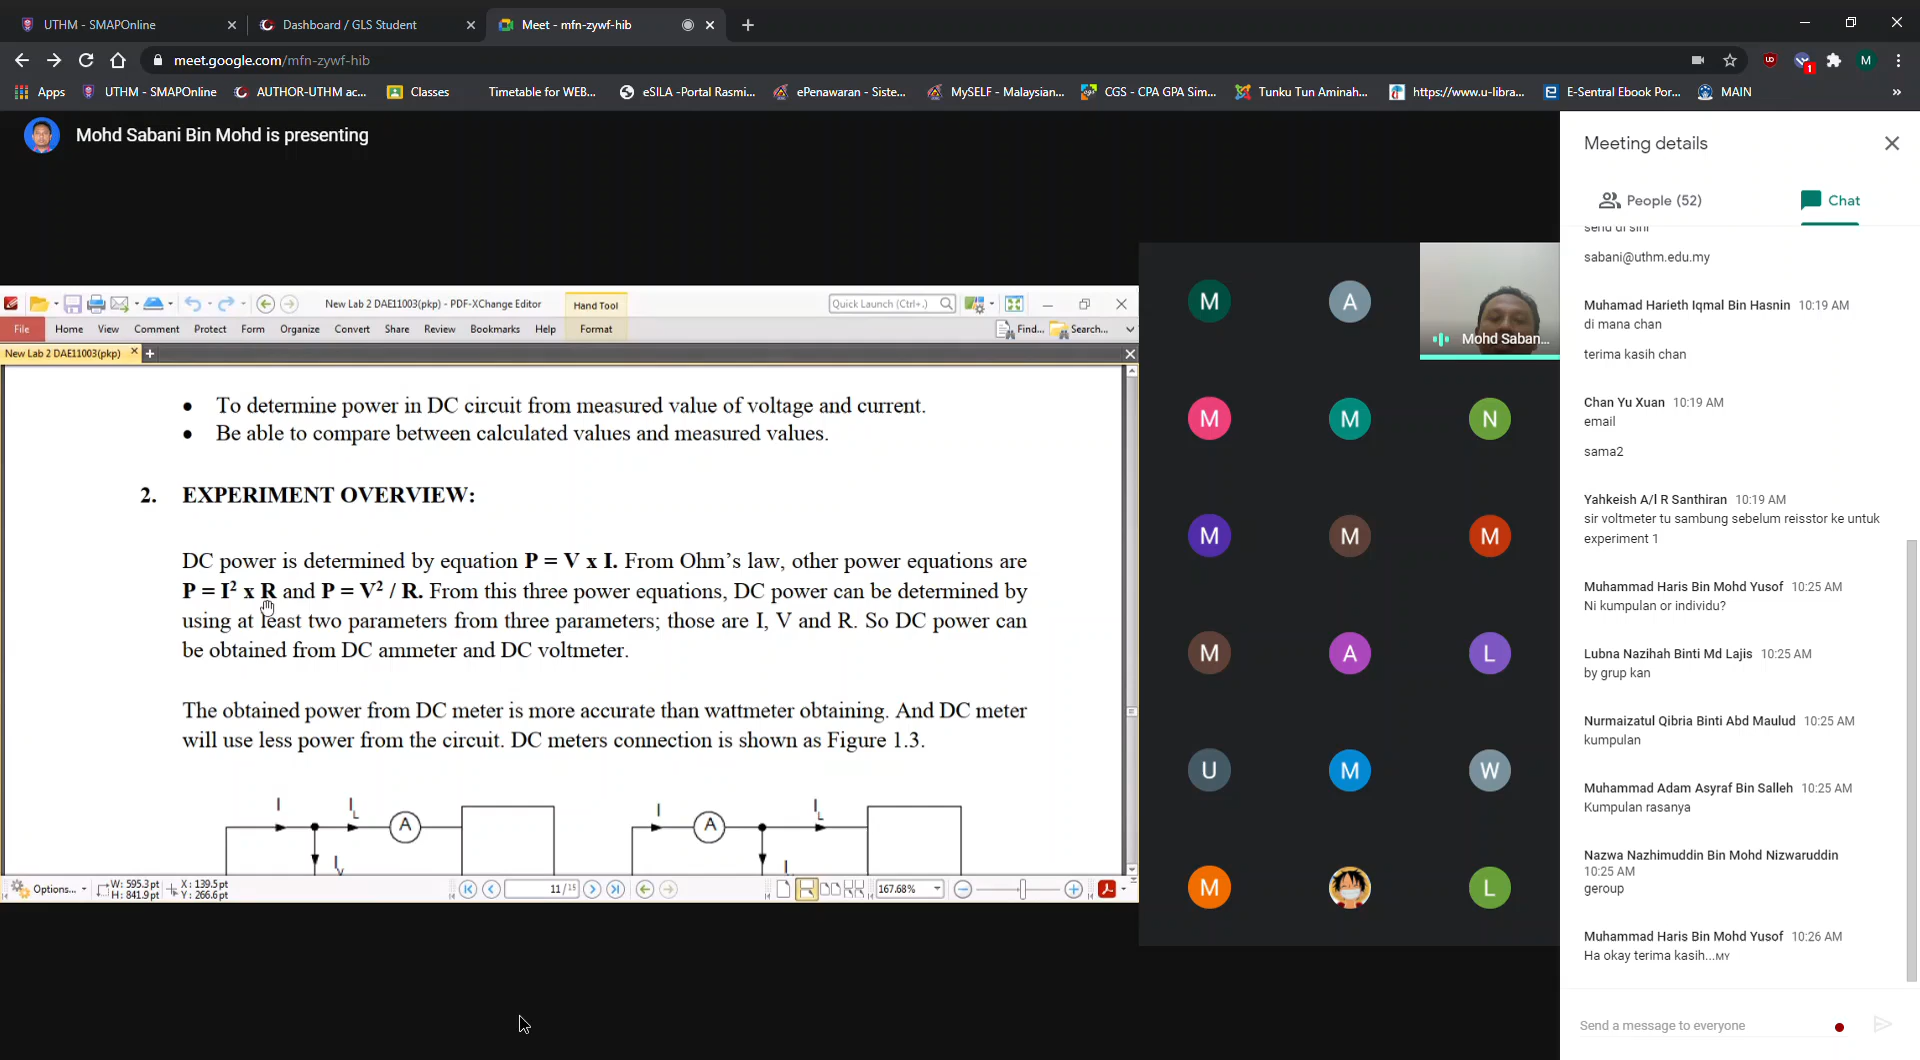 UTHM - SMAPOnline
Dashboard / GLS Student
Meet - mfn-zywf-hib
meet.google.com/mfn-zywf-hib
UD
1
M
Apps
UTHM - SMAPOnline
AUTHOR-UTHM ac...
Classes
Timetable for WEB...
eSILA -Portal Rasmi...
ePenawaran - Siste...
MySELF - Malaysian...
CGS - CPA GPA Sim...
Tunku Tun Aminah...
https://www.u-libra...
E-Sentral Ebook Por...
MAIN
»
Mohd Sabani Bin Mohd is presenting
New Lab 2 DAE11003(pkp) - PDF-XChange Editor
Hand Tool
Quick Launch (Ctrl+.)
File
Home
View
Comment
Protect
Form
Organize
Convert
Share
Review
Bookmarks
Help
Format
Find...
Search...
New Lab 2 DAE11003(pkp)
• To determine power in DC circuit from measured value of voltage and current.
• Be able to compare between calculated values and measured values.
2. EXPERIMENT OVERVIEW:
DC power is determined by equation P = V x I. From Ohm's law, other power equations are
P = I² x R and P = V² / R. From this three power equations, DC power can be determined by
using at least two parameters from three parameters; those are I, V and R. So DC power can
be obtained from DC ammeter and DC voltmeter.
The obtained power from DC meter is more accurate than wattmeter obtaining. And DC meter
will use less power from the circuit. DC meters connection is shown as Figure 1.3.
I
IL
A
IV
I
A
IL
I
Options...
W: 595.3pt
H: 841.9pt
X: 139.5pt
Y: 266.6pt
11 / 15
167.68%
M
A
Mohd Saban...
M
M
N
M
M
M
M
A
L
U
M
W
M
L
Meeting details
People (52)
Chat
send di sini
sabani@uthm.edu.my
Muhamad Harieth Iqmal Bin Hasnin 10:19 AM
di mana chan
terima kasih chan
Chan Yu Xuan 10:19 AM
email
sama2
Yahkeish A/l R Santhiran 10:19 AM
sir voltmeter tu sambung sebelum reisstor ke untuk
experiment 1
Muhammad Haris Bin Mohd Yusof 10:25 AM
Ni kumpulan or individu?
Lubna Nazihah Binti Md Lajis 10:25 AM
by grup kan
Nurmaizatul Qibria Binti Abd Maulud 10:25 AM
kumpulan
Muhammad Adam Asyraf Bin Salleh 10:25 AM
Kumpulan rasanya
Nazwa Nazhimuddin Bin Mohd Nizwaruddin
10:25 AM
geroup
Muhammad Haris Bin Mohd Yusof 10:26 AM
Ha okay terima kasih...MY
Send a message to everyone